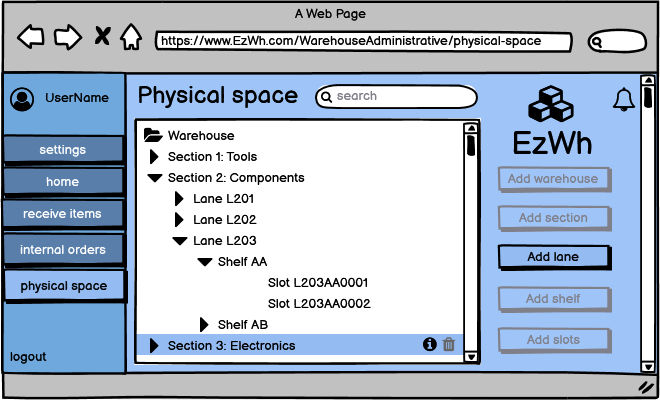 A Web Page
https://www.EzWh.com/WarehouseAdministrative/physical-space
UserName
Physical space
search
EzWh
settings
home
receive items
internal orders
physical space
logout
Warehouse
Section 1: Tools
Section 2: Components
Lane L201
Lane L202
Lane L203
Shelf AA
Slot L203AA0001
Slot L203AA0002
Shelf AB
Section 3: Electronics
Add warehouse
Add section
Add lane
Add shelf
Add slots